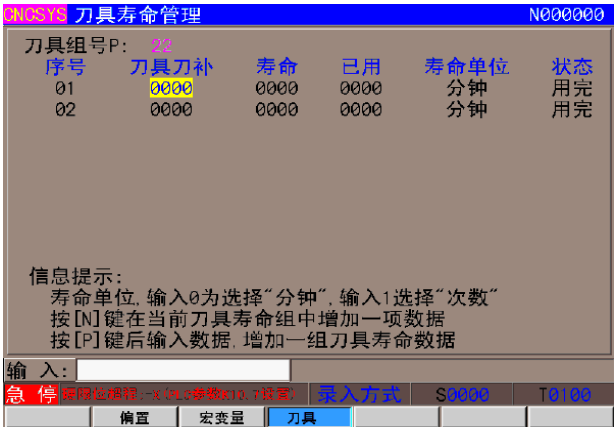 CNCSYS 刀具寿命管理 N000000
刀具组号P: 22
序号 刀具刀补 寿命 已用 寿命单位 状态
01 0000 0000 0000 分钟 用完
02 0000 0000 0000 分钟 用完
信息提示:
寿命单位,输入0为选择"分钟",输入1选择"次数"
按[N]键在当前刀具寿命组中增加一项数据
按[P]键后输入数据,增加一组刀具寿命数据
输 入:
急 停 录入方式 S0000 T0100
偏置 宏变量 刀具